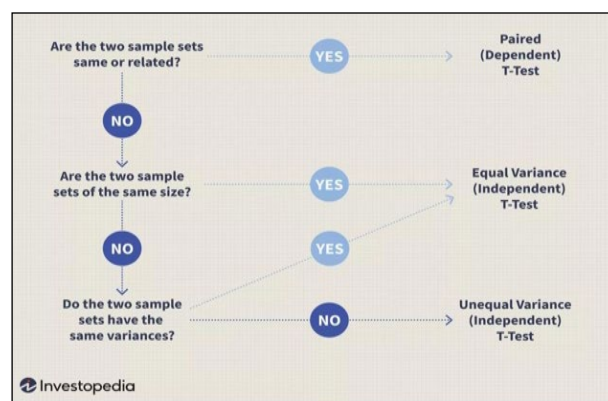 Are the two sample sets
same or related?
YES
Paired
(Dependent)
T-Test
NO
Are the two sample
sets of the same size?
YES
Equal Variance
(Independent)
T-Test
NO
YES
Do the two sample
sets have the
same variances?
NO
Unequal Variance
(Independent)
T-Test
Investopedia